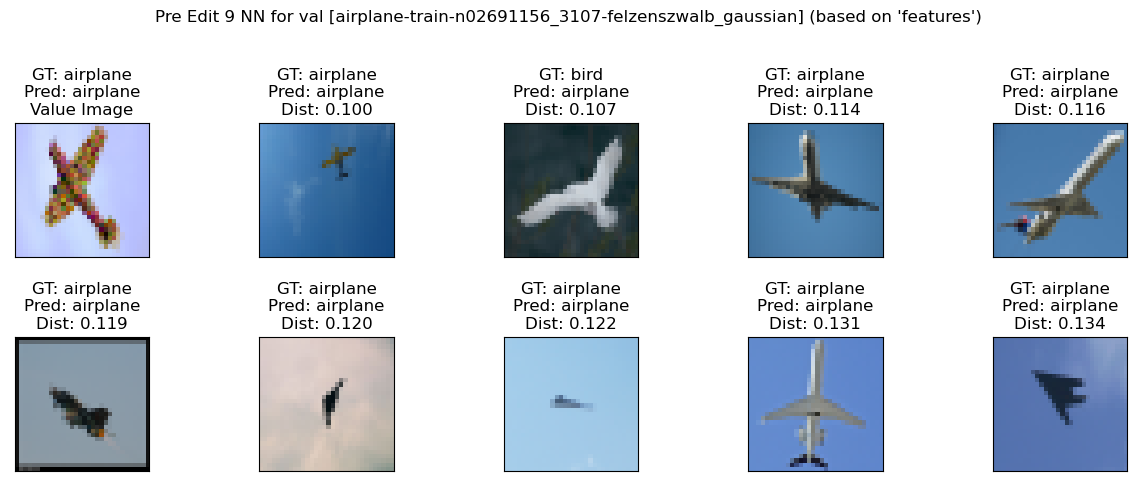 Pre Edit 9 NN for val [airplane-train-n02691156_3107-felzenszwalb_gaussian] (based on 'features')
GT: airplane
Pred: airplane
Value Image
GT: airplane
Pred: airplane
Dist: 0.100
GT: bird
Pred: airplane
Dist: 0.107
GT: airplane
Pred: airplane
Dist: 0.114
GT: airplane
Pred: airplane
Dist: 0.116
GT: airplane
Pred: airplane
Dist: 0.119
GT: airplane
Pred: airplane
Dist: 0.120
GT: airplane
Pred: airplane
Dist: 0.122
GT: airplane
Pred: airplane
Dist: 0.131
GT: airplane
Pred: airplane
Dist: 0.134